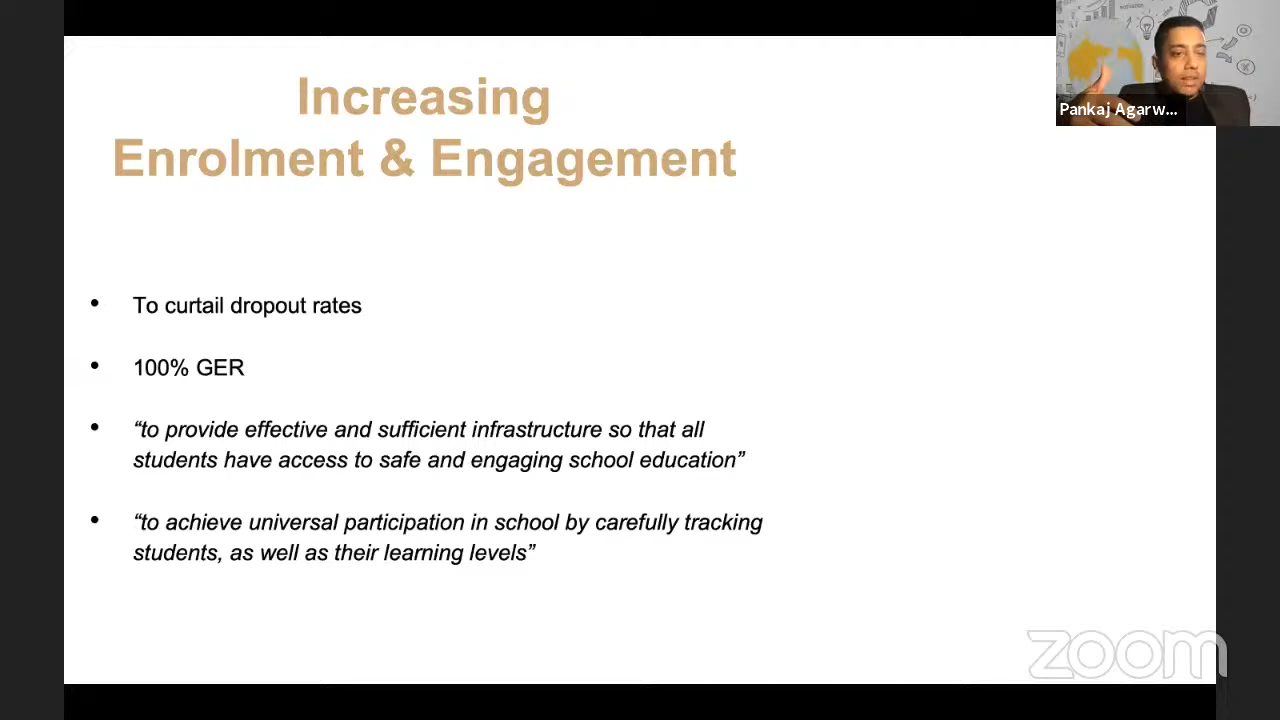 Increasing
Enrolment & Engagement
• To curtail dropout rates
• 100% GER
• “to provide effective and sufficient infrastructure so that all
students have access to safe and engaging school education”
• “to achieve universal participation in school by carefully tracking
students, as well as their learning levels”
Pankaj Agarw...
zoom